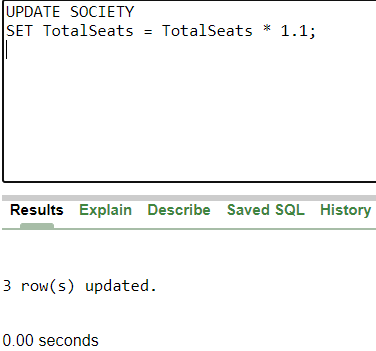 UPDATE SOCIETY
SET TotalSeats = TotalSeats * 1.1;
Results Explain Describe Saved SQL History
3 row(s) updated.
0.00 seconds